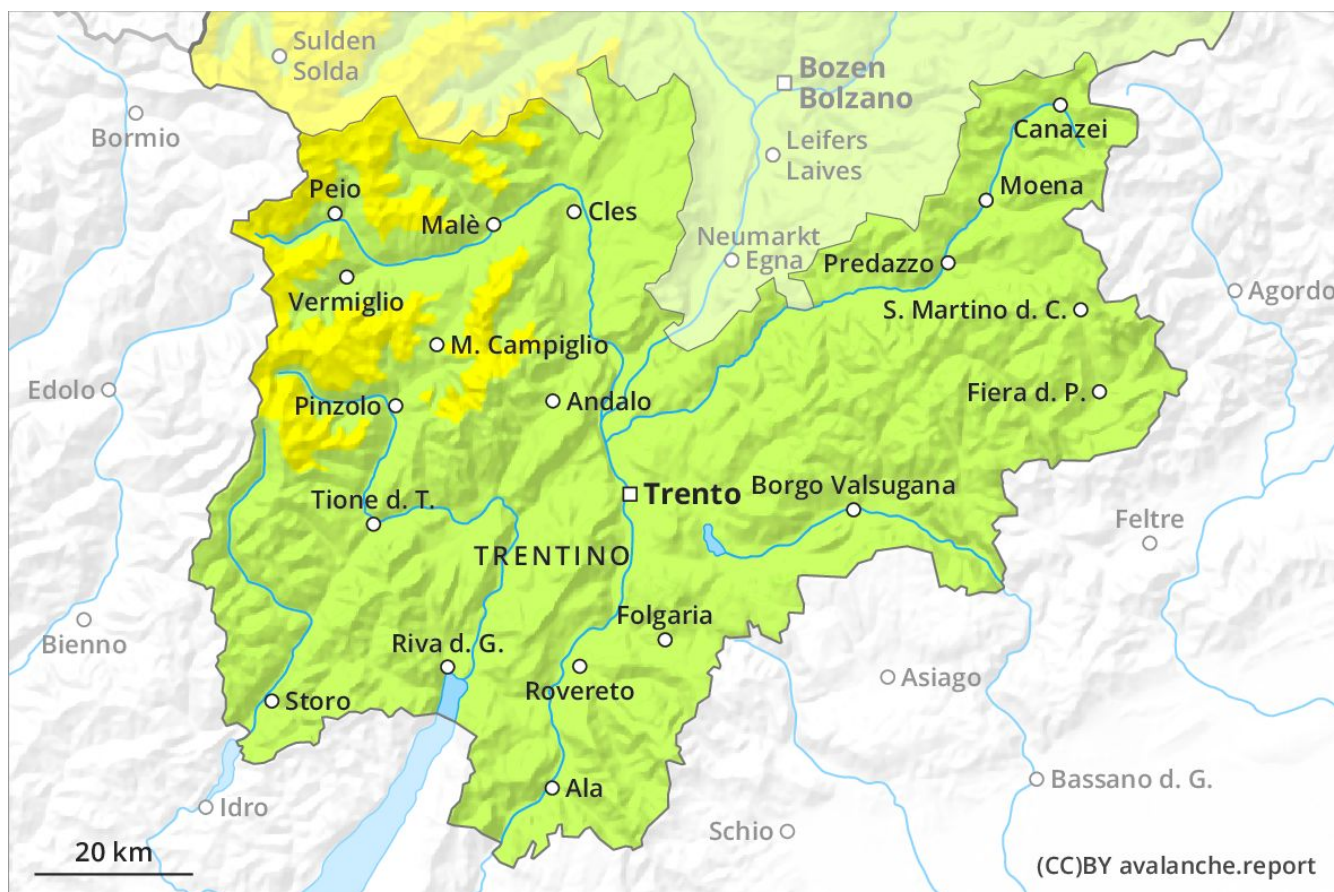 Sulden
Solda
Bozen
Bolzano
Bormio
Canazei
Leifers
Laives
Peio
Moena
Malè
Cles
Neumarkt
Egna
Predazzo
Vermiglio
Agordo
S. Martino d. C.
M. Campiglio
Edolo
Pinzolo
Andalo
Fiera d. P.
Tione d. T.
Trento
Borgo Valsugana
Feltre
TRENTINO
Bienno
Folgaria
Riva d. G.
Asiago
Storo
Rovereto
Bassano d. G.
Ala
Idro
Schio
20 km
(CC)BY avalanche.report